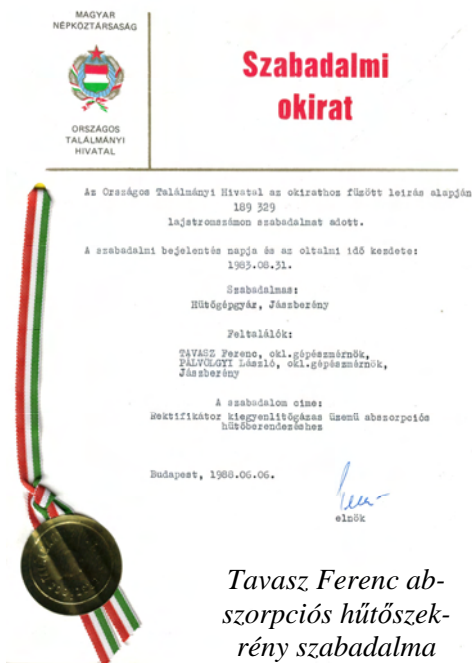 MAGYAR
NÉPKÖZTÁRSASÁG
ORSZÁGOS
TALÁLMÁNYI
HIVATAL
Szabadalmi
okirat
Az Országos Találmányi Hivatal az okirathoz fűzött leírás alapján
189 329
lajstromszámon szabadalmat adott.
A szabadalmi bejelentés napja és az oltalmi idő kezdete:
1983.08.31.
Szabadalmas:
Hűtőgépgyár, Jászberény
Feltalálók:
TAVASZ Ferenc, okl.gépészmérnök,
PÁLVÖLGYI László, okl.gépészmérnök,
Jászberény
A szabadalom címe:
Rektifikátor kiegyenlítőgázas üzemű abszorpciós
hűtőberendezéshez
Budapest, 1988.06.06.
elnök
Tavasz Ferenc ab-
szorpciós hűtőszek-
rény szabadalma